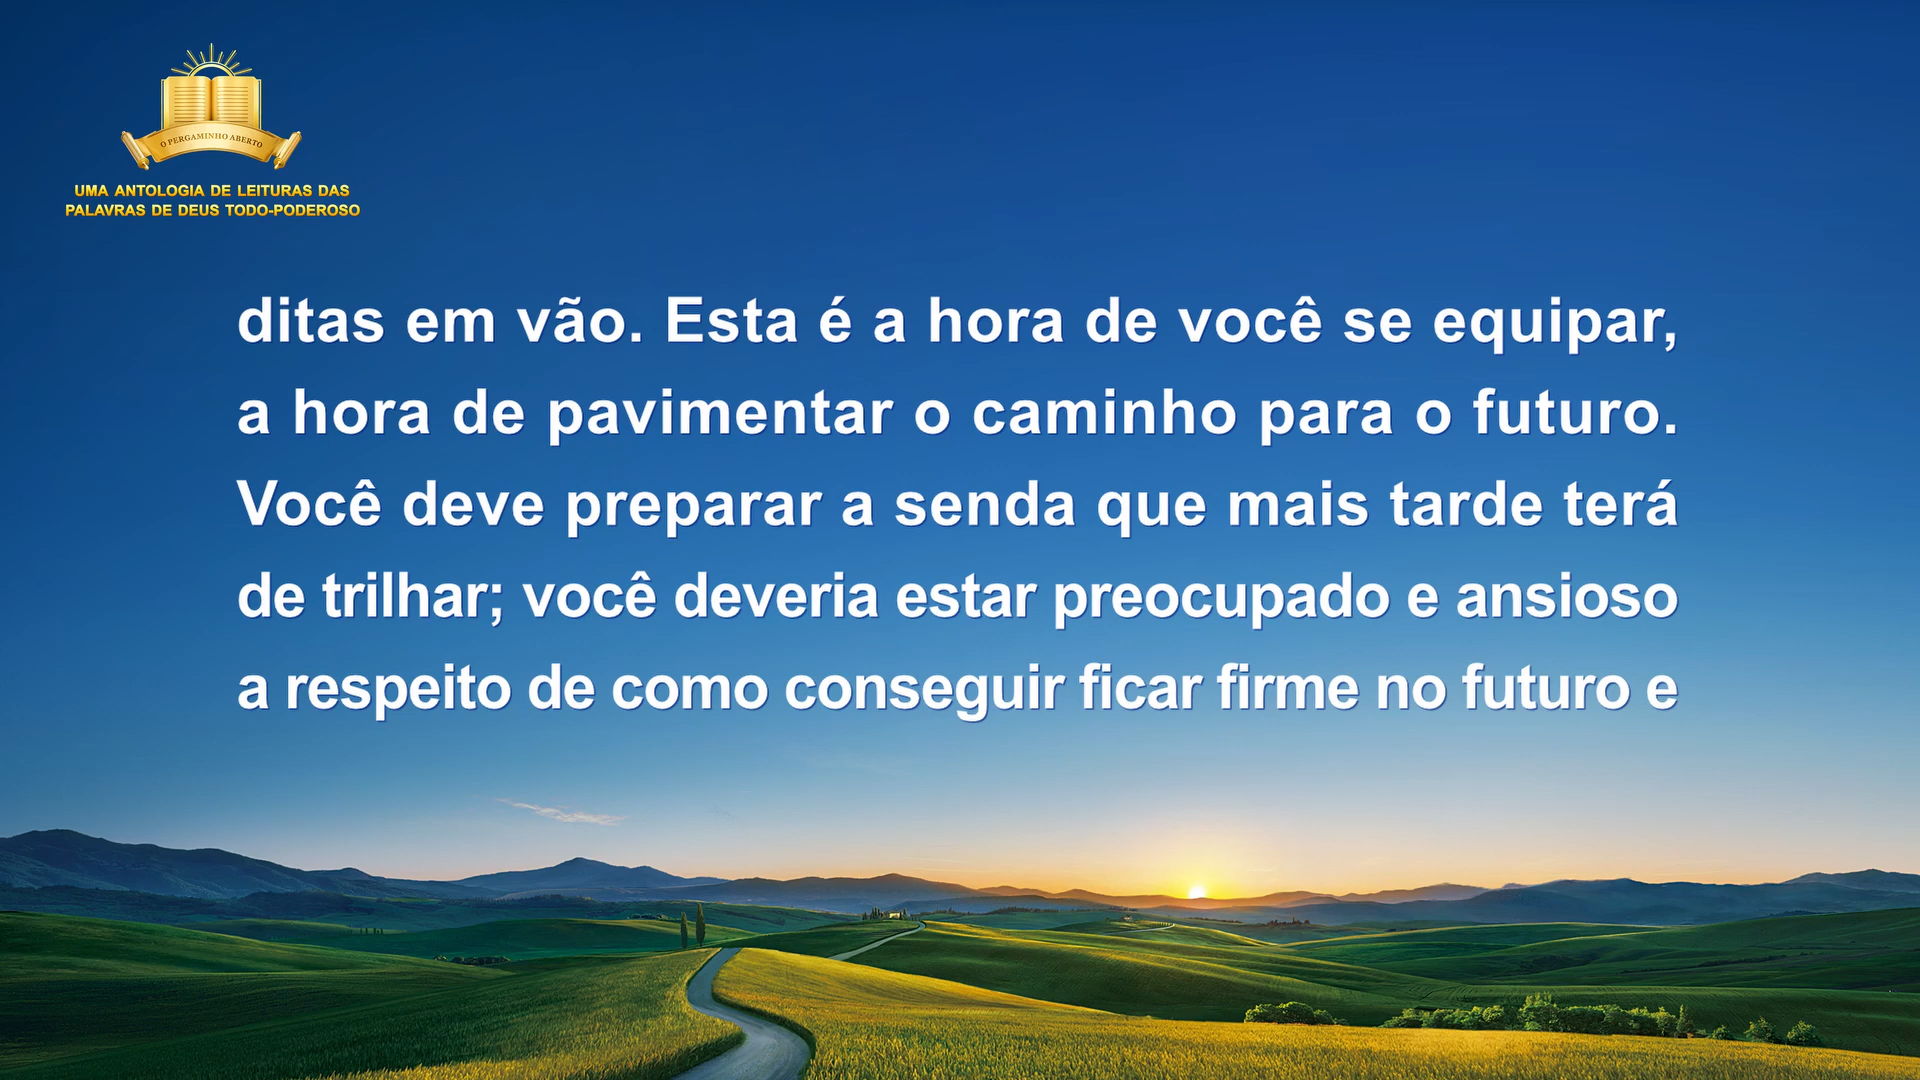 O PERGAMINHO ABERTO
UMA ANTOLOGIA DE LEITURAS DAS
PALAVRAS DE DEUS TODO-PODEROSO
ditas em vão. Esta é a hora de você se equipar,
a hora de pavimentar o caminho para o futuro.
Você deve preparar a senda que mais tarde terá
de trilhar; você deveria estar preocupado e ansioso
a respeito de como conseguir ficar firme no futuro e